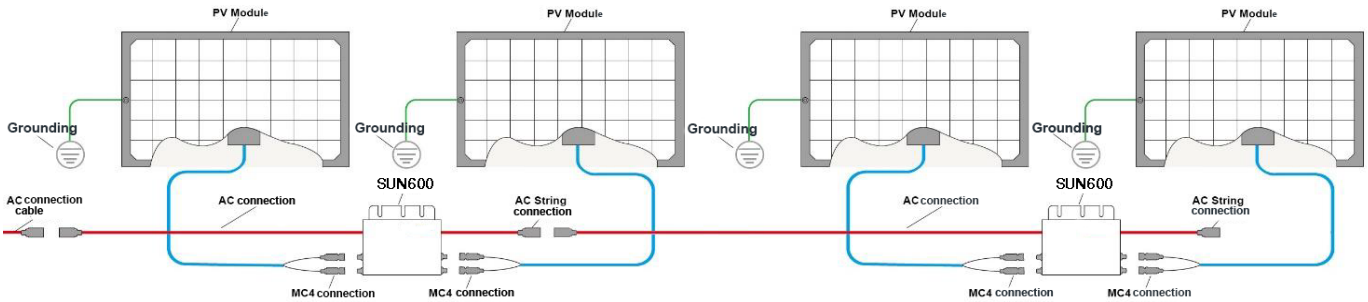 PV Module
PV Module
PV Module
PV Module
Grounding
Grounding
Grounding
Grounding
SUN600
SUN600
AC connection
cable
AC connection
AC String
connection
AC connection
AC String
connection
MC4 connection
MC4 connection
MC4 connection
MC4 connection